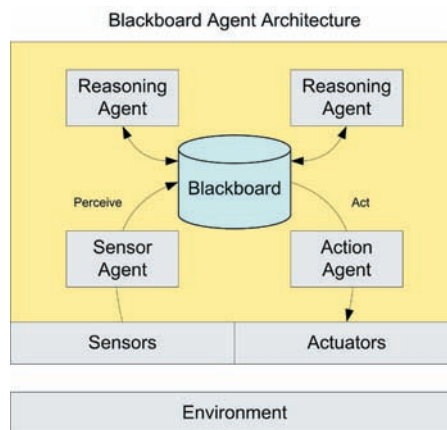 Blackboard Agent Architecture
Reasoning
Agent
Reasoning
Agent
Blackboard
Perceive
Act
Sensor
Agent
Action
Agent
Sensors
Actuators
Environment